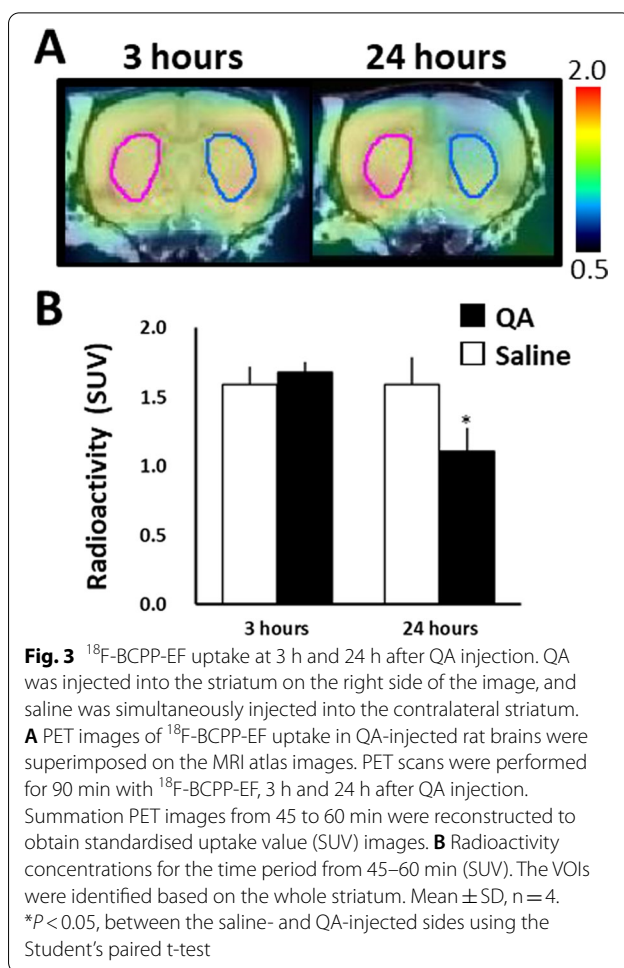 A
3 hours 24 hours
2.0
0.5
B
Radioactivity (SUV)
2.0
1.5
1.0
0.5
0.0
QA
Saline
*
3 hours 24 hours
Fig. 3 ¹⁸F-BCPP-EF uptake at 3 h and 24 h after QA injection. QA
was injected into the striatum on the right side of the image, and
saline was simultaneously injected into the contralateral striatum.
A PET images of ¹⁸F-BCPP-EF uptake in QA-injected rat brains were
superimposed on the MRI atlas images. PET scans were performed
for 90 min with ¹⁸F-BCPP-EF, 3 h and 24 h after QA injection.
Summation PET images from 45 to 60 min were reconstructed to
obtain standardised uptake value (SUV) images. B Radioactivity
concentrations for the time period from 45–60 min (SUV). The VOIs
were identified based on the whole striatum. Mean ± SD, n = 4.
*P < 0.05, between the saline- and QA-injected sides using the
Student's paired t-test